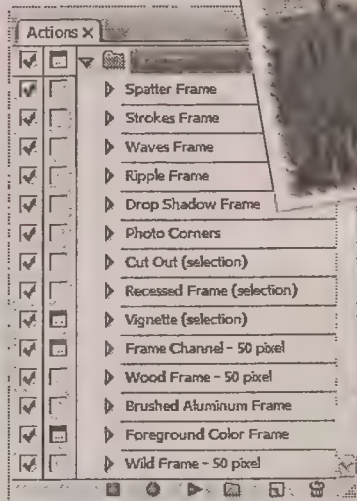 Actions x
Spatter Frame
Strokes Frame
Waves Frame
Ripple Frame
Drop Shadow Frame
Photo Corners
Cut Out (selection)
Recessed Frame (selection)
Vignette (selection)
Frame Channel - 50 pixel
Wood Frame - 50 pixel
Brushed Aluminum Frame
Foreground Color Frame
Wild Frame - 50 pixel